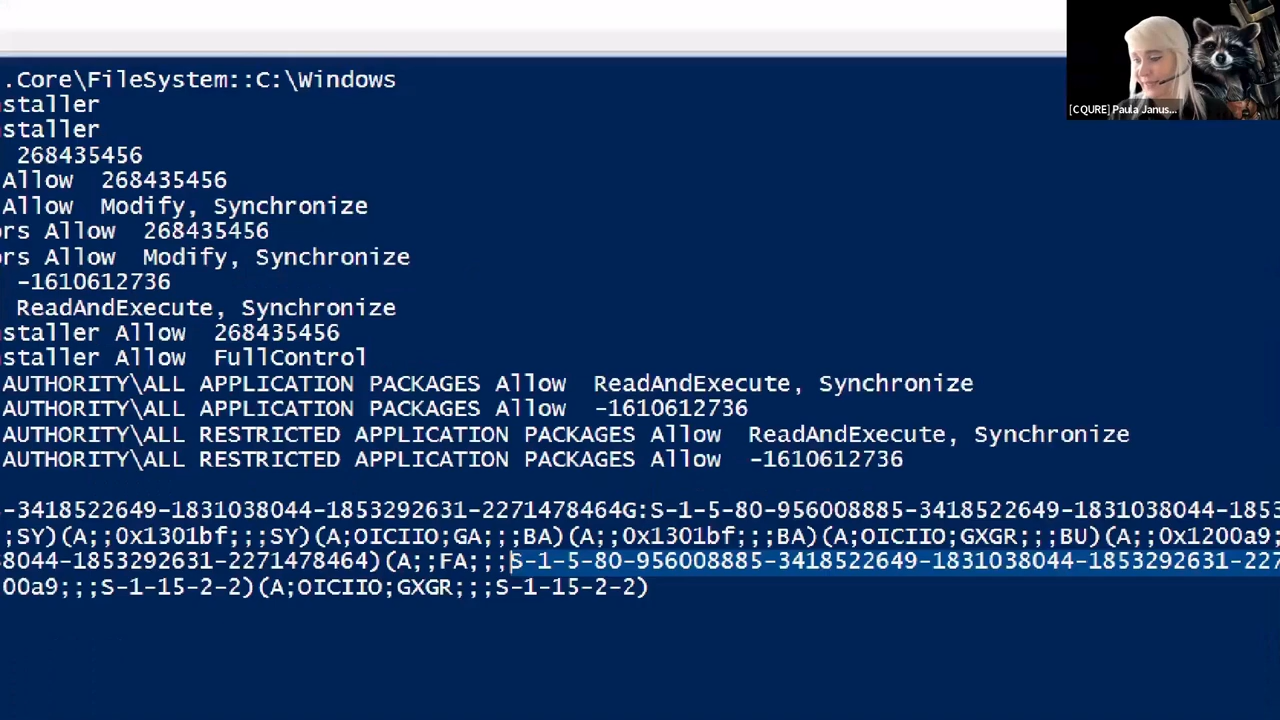 .Core\FileSystem::C:\Windows
staller
staller
268435456
Allow  268435456
Allow  Modify, Synchronize
ors Allow  268435456
ors Allow  Modify, Synchronize
-1610612736
ReadAndExecute, Synchronize
staller Allow  268435456
staller Allow  FullControl
AUTHORITY\ALL APPLICATION PACKAGES Allow  ReadAndExecute, Synchronize
AUTHORITY\ALL APPLICATION PACKAGES Allow  -1610612736
AUTHORITY\ALL RESTRICTED APPLICATION PACKAGES Allow  ReadAndExecute, Synchronize
AUTHORITY\ALL RESTRICTED APPLICATION PACKAGES Allow  -1610612736
-3418522649-1831038044-1853292631-2271478464G:S-1-5-80-956008885-3418522649-1831038044-1853
;SY)(A;;0x1301bf;;;SY)(A;OICIIO;GA;;;BA)(A;;0x1301bf;;;BA)(A;OICIIO;GXGR;;;BU)(A;;0x1200a9;
38044-1853292631-2271478464)(A;;FA;;;S-1-5-80-956008885-3418522649-1831038044-1853292631-227
00a9;;;S-1-15-2-2)(A;OICIIO;GXGR;;;S-1-15-2-2)
[CQURE] Paula Janus...